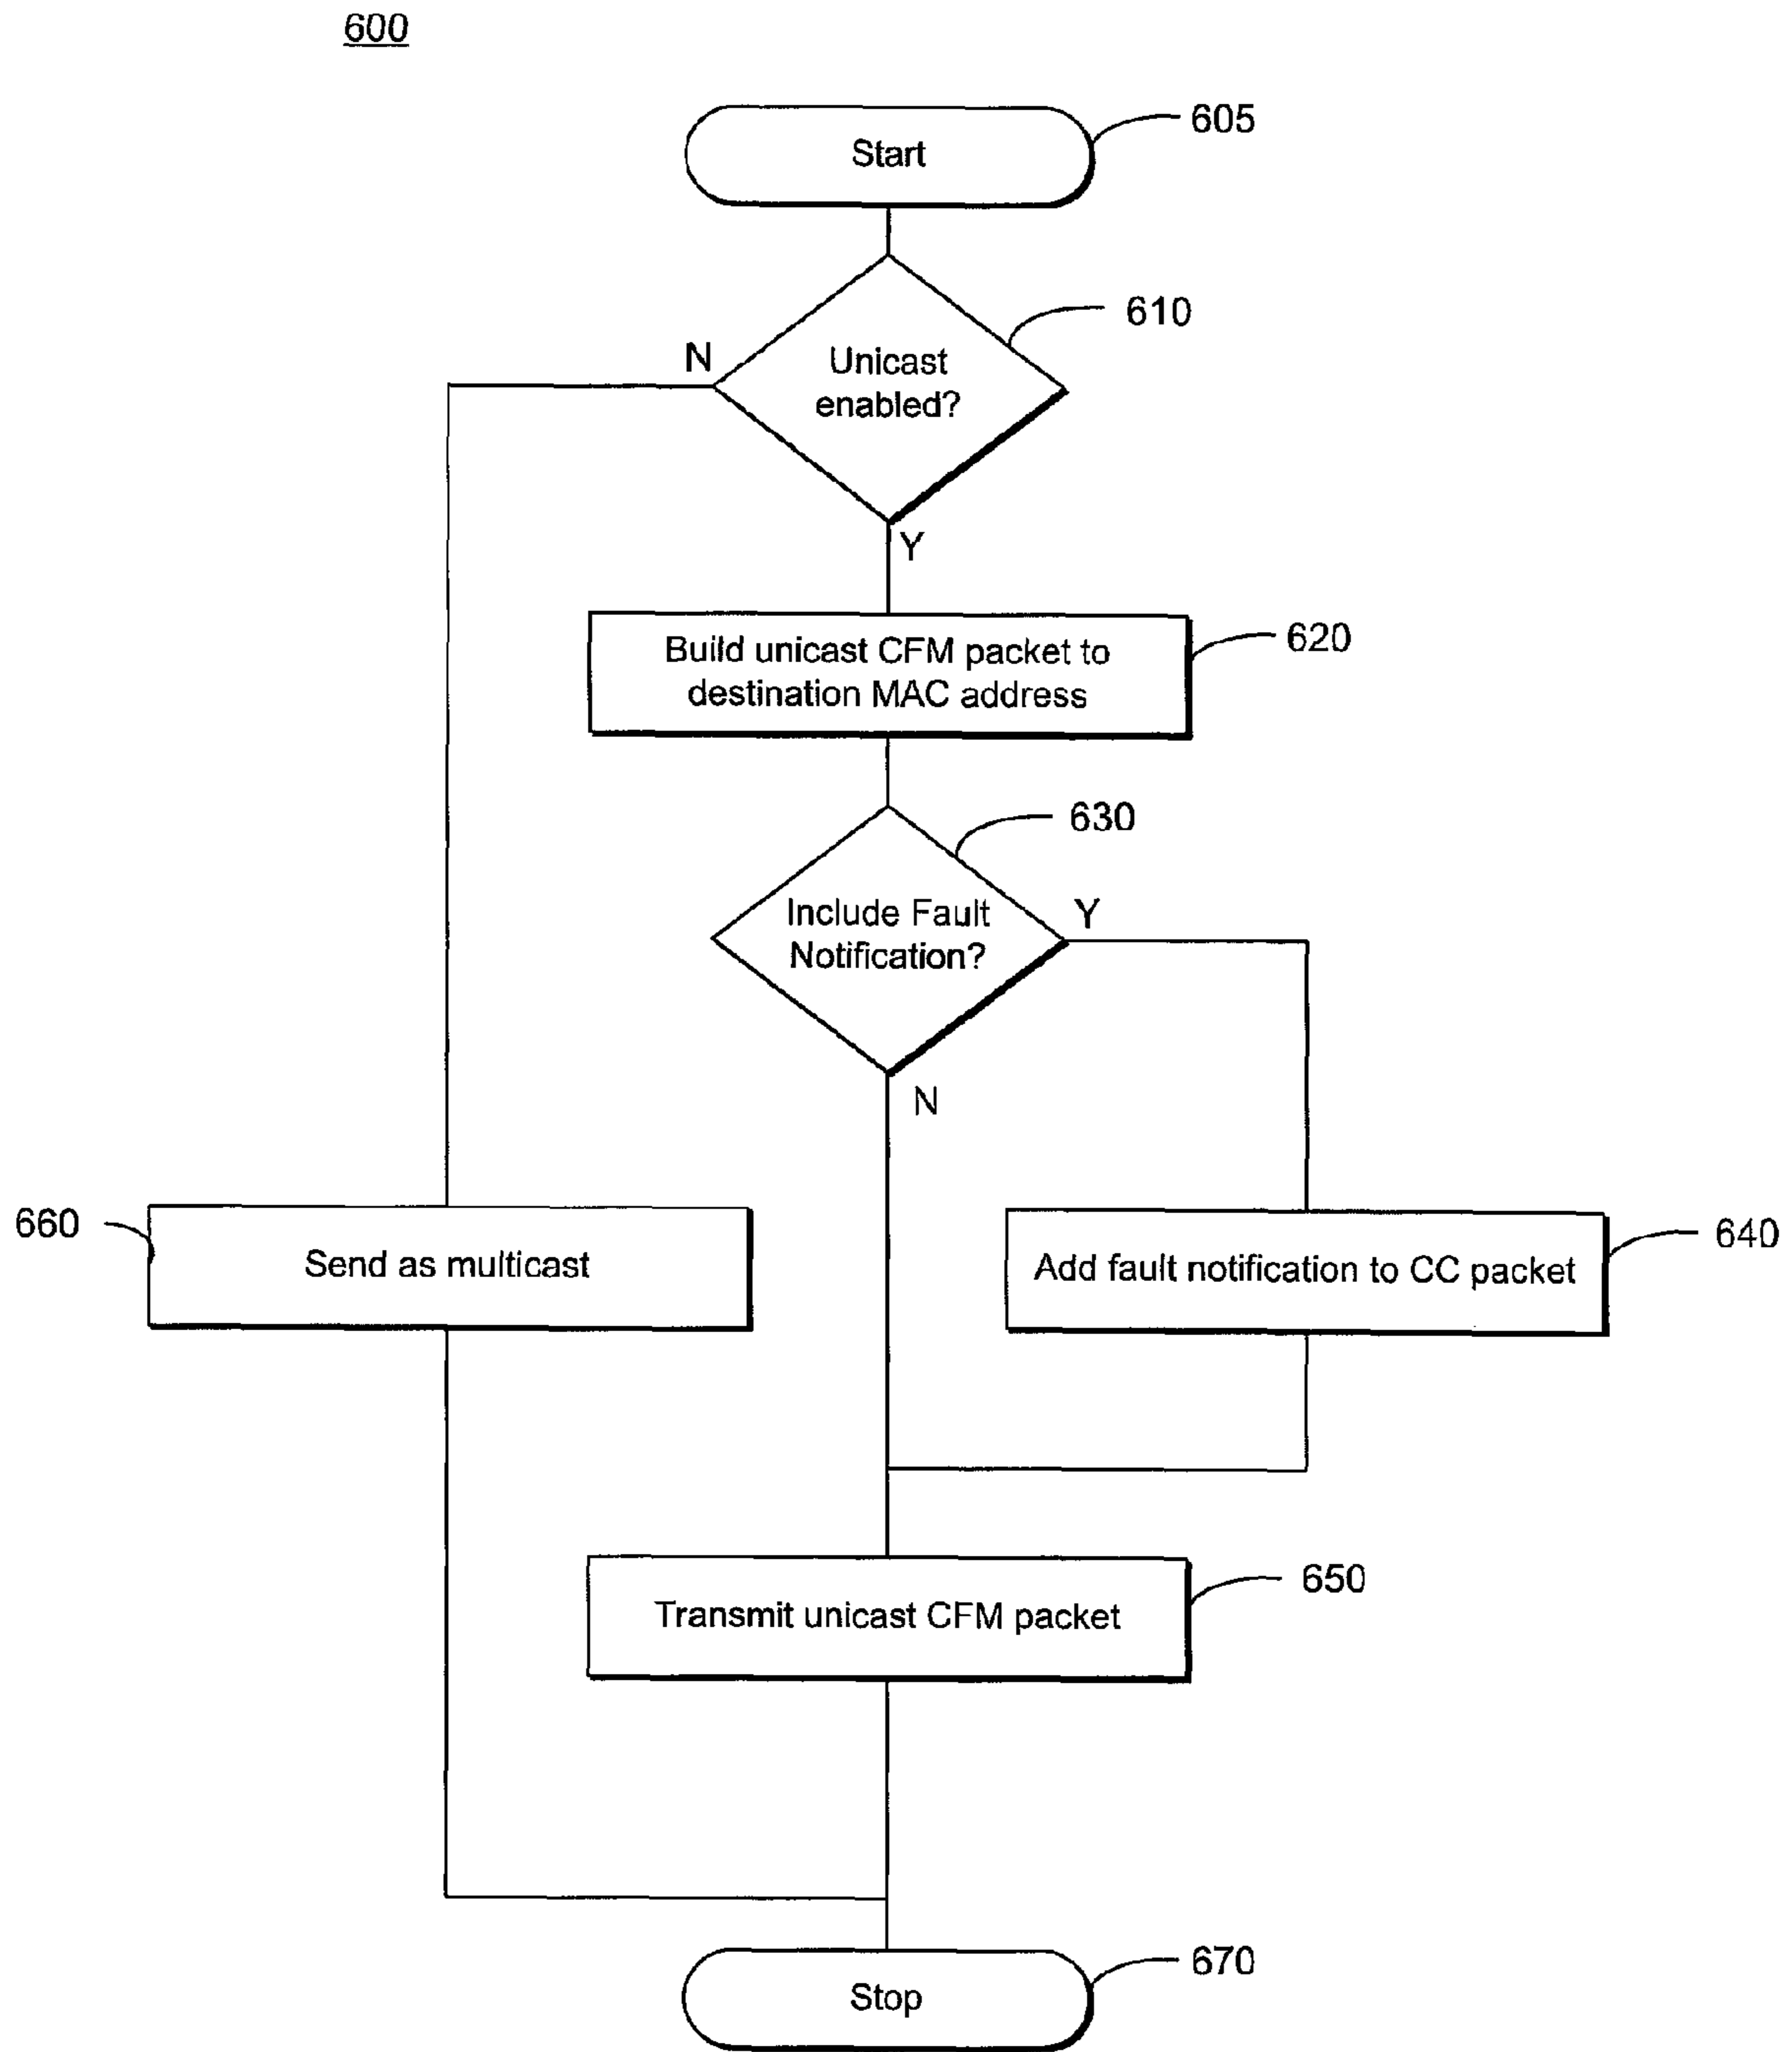 600
605
Start
610
N
Unicast
enabled?
Y
Build unicast CFM packet to
destination MAC address
620
630
Include Fault
Notification?
Y
N
660
Send as multicast
640
Add fault notification to CC packet
650
Transmit unicast CFM packet
670
Stop